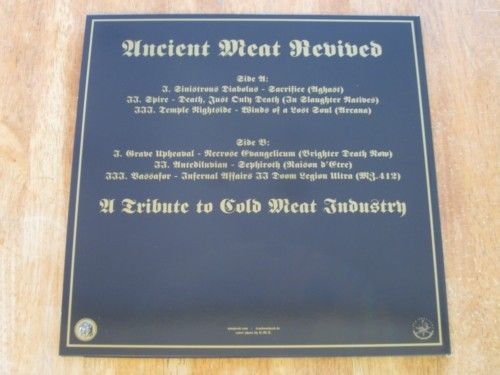 Ancient Meat Revived
Side A:
I. Sinistrous Diabolus - Sacrifice (Aghast)
II. Spire - Death, Just Only Death (In Slaughter Natives)
III. Temple Nightside - Winds of a Lost Soul (Arcana)
Side B:
I. Grave Upheaval - Necrose Evangelicum (Brighter Death Now)
II. Antediluvian - Sephiroth (Raison d'Etre)
III. Vassafor - Infernal Affairs II Doom Legion Ultra (MZ.412)
A Tribute to Cold Meat Industry